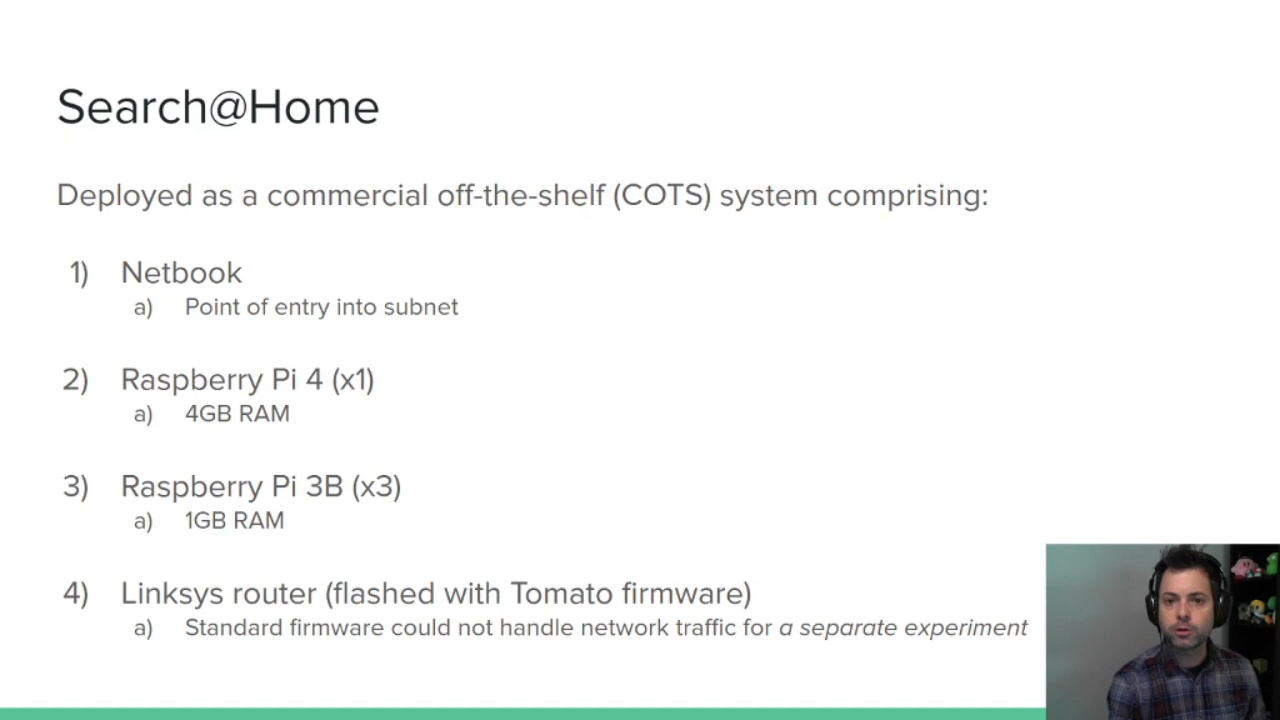 Search@Home
Deployed as a commercial off-the-shelf (COTS) system comprising:
1) Netbook
a) Point of entry into subnet
2) Raspberry Pi 4 (x1)
a) 4GB RAM
3) Raspberry Pi 3B (x3)
a) 1GB RAM
4) Linksys router (flashed with Tomato firmware)
a) Standard firmware could not handle network traffic for a separate experiment